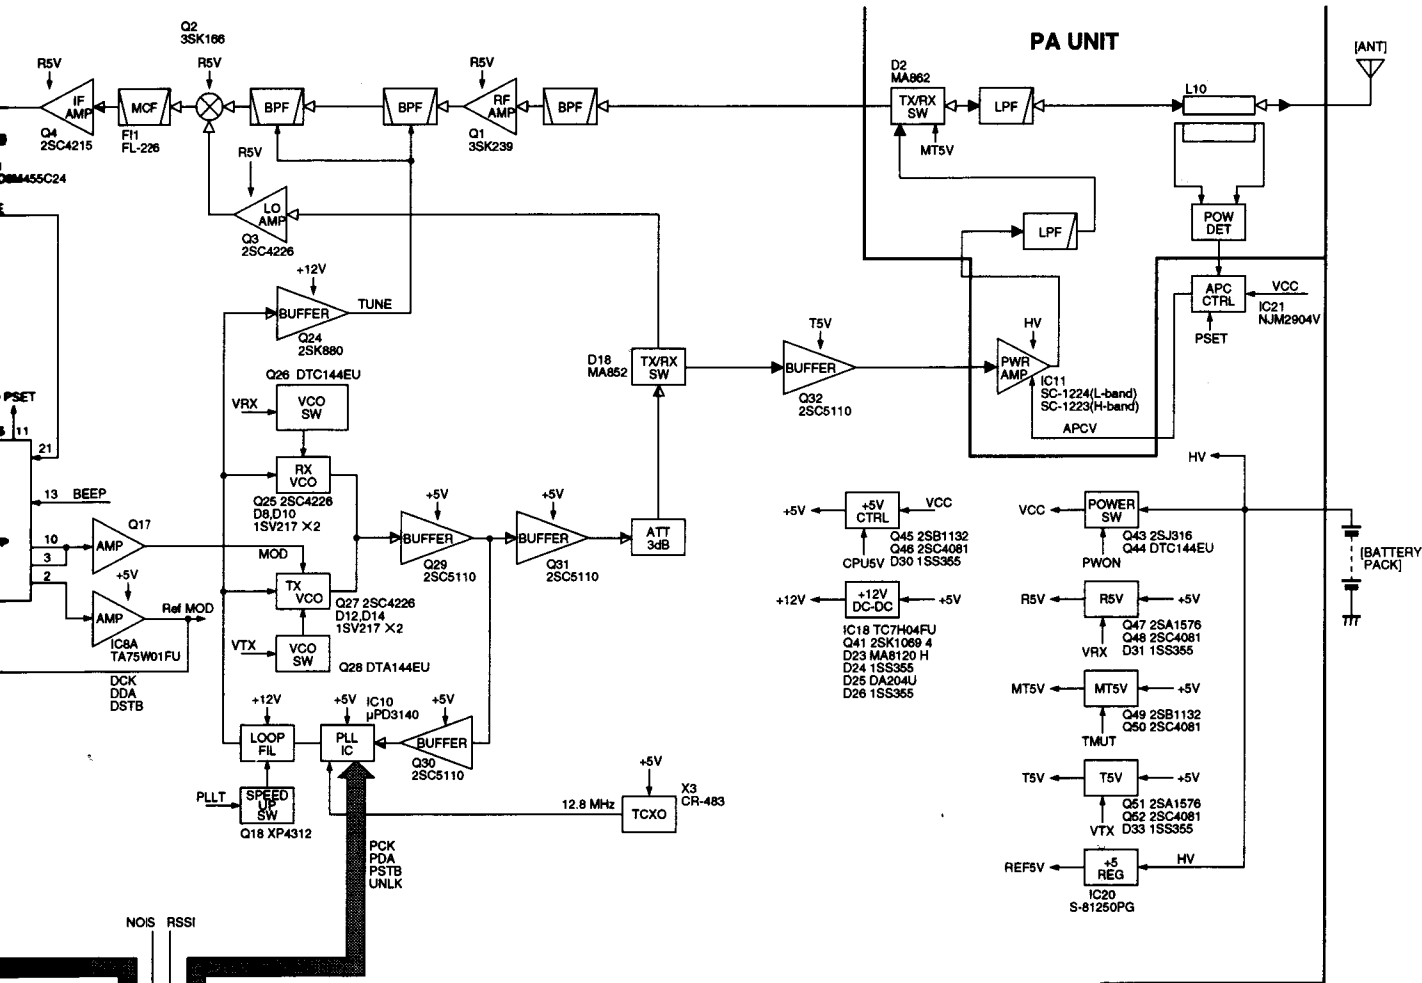 PA UNIT
[ANT]
Q2
3SK166
R5V
R5V
R5V
D2
MA862
IF
AMP
MCF
BPF
BPF
RF
AMP
BPF
TX/RX
SW
LPF
L10
Q4
2SC4215
FI1
FL-226
Q1
3SK239
MT5V
R5V
LO
AMP
Q3
2SC4226
LPF
POW
DET
+12V
BUFFER
TUNE
Q24
2SK880
APC
CTRL
VCC
IC21
NJM2904V
PSET
T5V
HV
D18
MA852
TX/RX
SW
BUFFER
Q32
2SC5110
PWR
AMP
IC11
SC-1224(L-band)
SC-1223(H-band)
APCV
Q26 DTC144EU
VRX
VCO
SW
PSET
11
21
RX
VCO
Q25 2SC4226
D8,D10
1SV217 ×2
13 BEEP
Q17
10
3
2
AMP
MOD
+5V
BUFFER
Q29
2SC5110
+5V
BUFFER
Q31
2SC5110
ATT
3dB
TX
VCO
Q27 2SC4226
D12,D14
1SV217 ×2
+5V
AMP
Ref MOD
IC8A
TA75W01FU
VTX
VCO
SW
Q28 DTA144EU
DCK
DDA
DSTB
+12V
+5V
IC10
µPD3140
+5V
LOOP
FIL
PLL
IC
BUFFER
Q30
2SC5110
PLLT
SPEED
UP
SW
Q18 XP4312
12.8 MHz
+5V
TCXO
X3
CR-483
PCK
PDA
PSTB
UNLK
NOIS RSSI
HV
+5V
+5V
CTRL
VCC
Q45 2SB1132
Q46 2SC4081
D30 1SS355
CPU5V
+12V
+12V
DC-DC
+5V
IC18 TC7H04FU
Q41 2SK1069 4
D23 MA8120 H
D24 1SS355
D25 DA204U
D26 1SS355
VCC
POWER
SW
Q43 2SJ316
Q44 DTC144EU
PWON
[BATTERY
PACK]
R5V
R5V
+5V
Q47 2SA1576
Q48 2SC4081
D31 1SS355
VRX
MT5V
MT5V
+5V
Q49 2SB1132
Q50 2SC4081
TMUT
T5V
T5V
+5V
Q51 2SA1576
Q52 2SC4081
D33 1SS355
VTX
REF5V
+5
REG
HV
IC20
S-81250PG